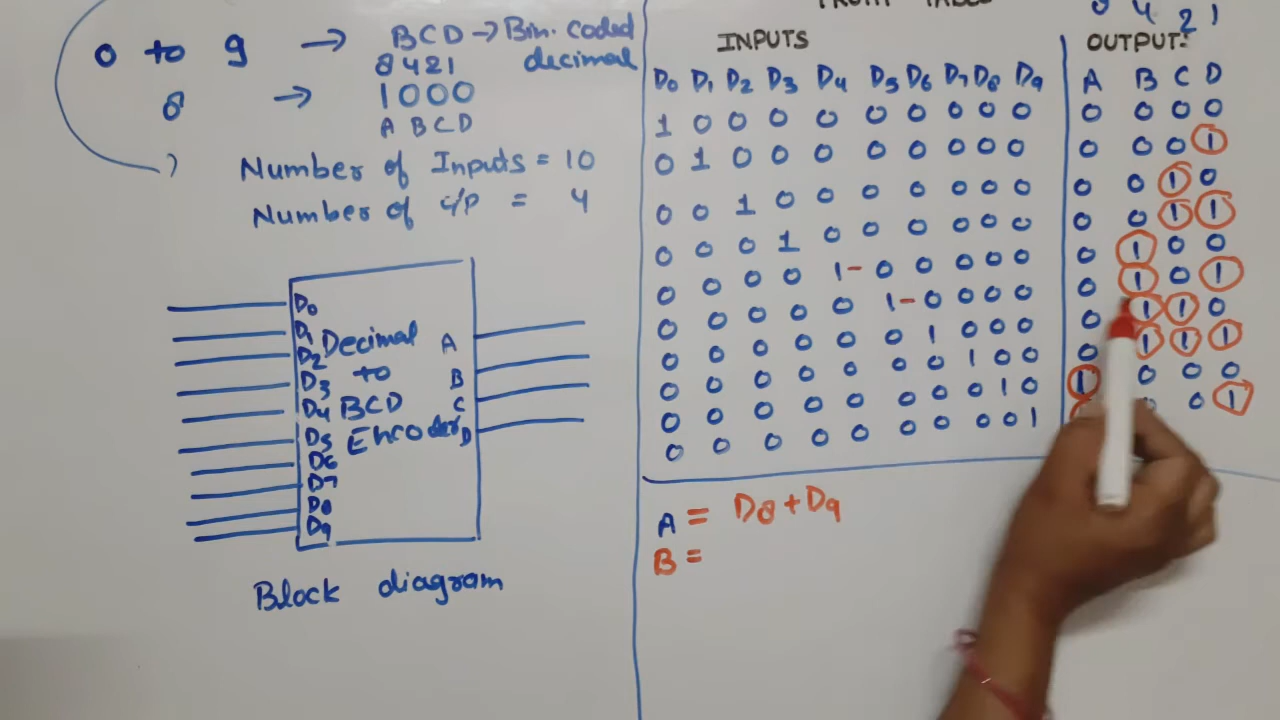 0 to 9 → BCD → Bin. coded
decimal
8421
8 → 1000
A B C D
Number of Inputs = 10
Number of o/p = 4
D0
D1
D2
D3
D4
D5
D6
D7
D8
D9
Decimal
to
BCD
Encoder
A
B
C
D
Block diagram
TRUTH TABLE
8 4 2 1
INPUTS OUTPUT:
D0 D1 D2 D3 D4 D5 D6 D7 D8 D9 A B C D
1 0 0 0 0 0 0 0 0 0 0 0 0 0
0 1 0 0 0 0 0 0 0 0 0 0 0 1
0 0 1 0 0 0 0 0 0 0 0 0 1 0
0 0 0 1 0 0 0 0 0 0 0 0 1 1
0 0 0 0 1 - 0 0 0 0 0 0 1 0 0
0 0 0 0 0 1 - 0 0 0 0 0 1 0 1
0 0 0 0 0 0 1 0 0 0 0 1 1 0
0 0 0 0 0 0 0 1 0 0 0 1 1 1
0 0 0 0 0 0 0 0 1 0 1 0 0 0
0 0 0 0 0 0 0 0 0 1 0 1
A = D8 + D9
B =